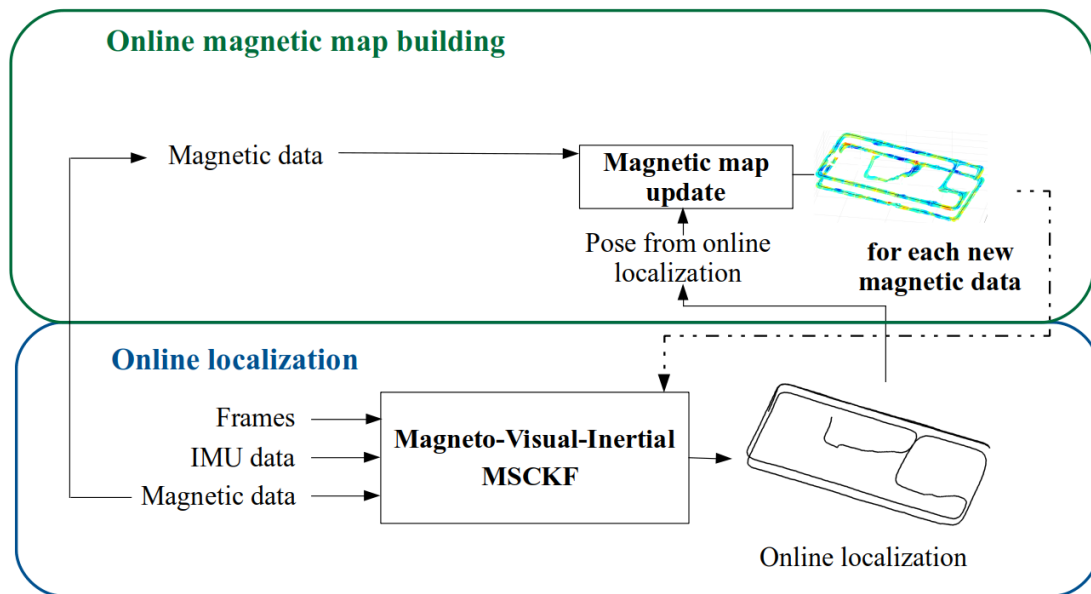 Online magnetic map building
Magnetic data
Magnetic map
update
Pose from online
localization
for each new
magnetic data
Online localization
Frames
IMU data
Magnetic data
Magneto-Visual-Inertial
MSCKF
Online localization